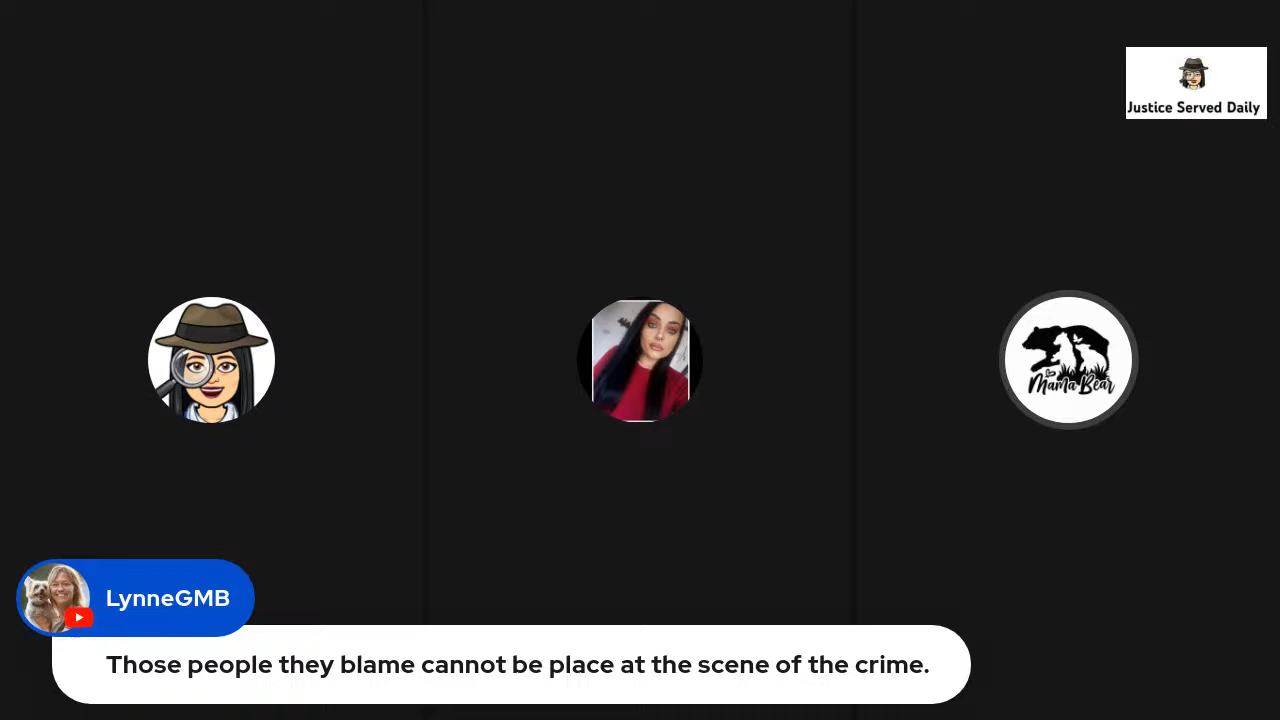 Justice Served Daily
Mama Bear
LynneGMB
Those people they blame cannot be place at the scene of the crime.